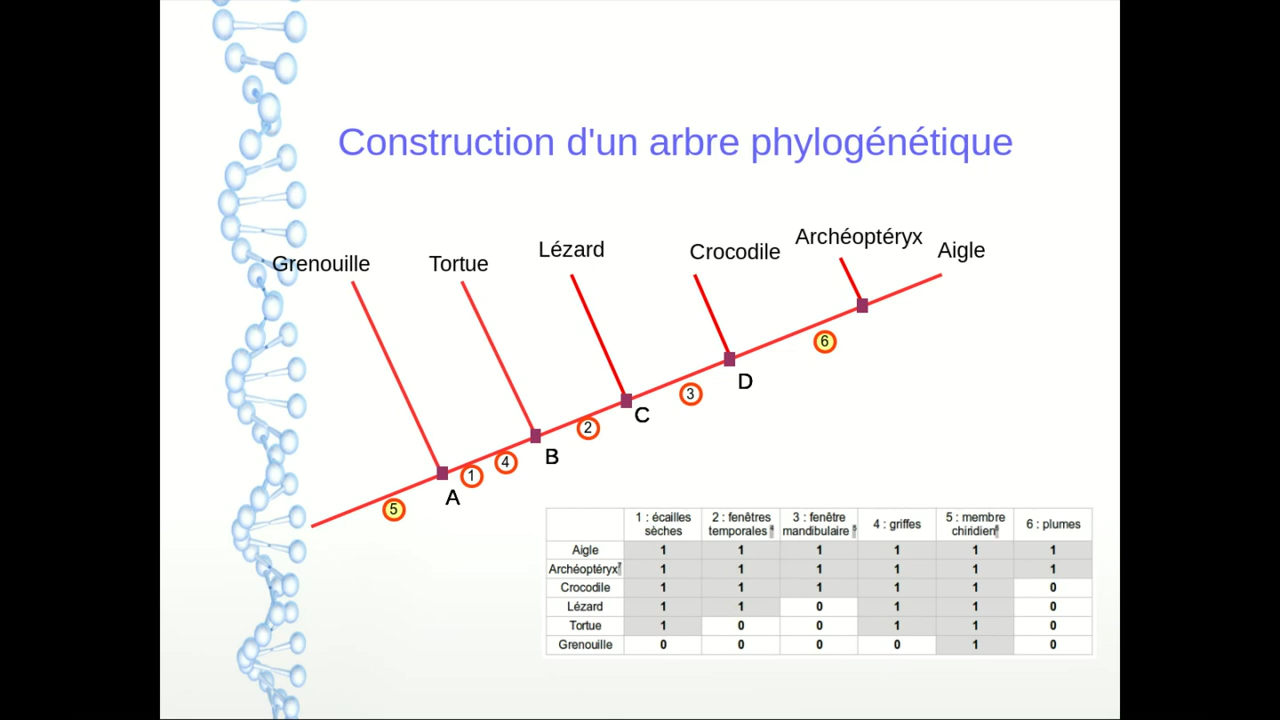 Construction d'un arbre phylogénétique
Grenouille
Tortue
Lézard
Crocodile
Archéoptéryx
Aigle
6
D
3
C
2
B
4
1
A
5
1 : écailles sèches 2 : fenêtres temporales 3 : fenêtre mandibulaire 4 : griffes 5 : membre chiridien 6 : plumes
Aigle 1 1 1 1 1 1
Archéoptéryx 1 1 1 1 1 1
Crocodile 1 1 1 1 1 0
Lézard 1 1 0 1 1 0
Tortue 1 0 0 1 1 0
Grenouille 0 0 0 0 1 0